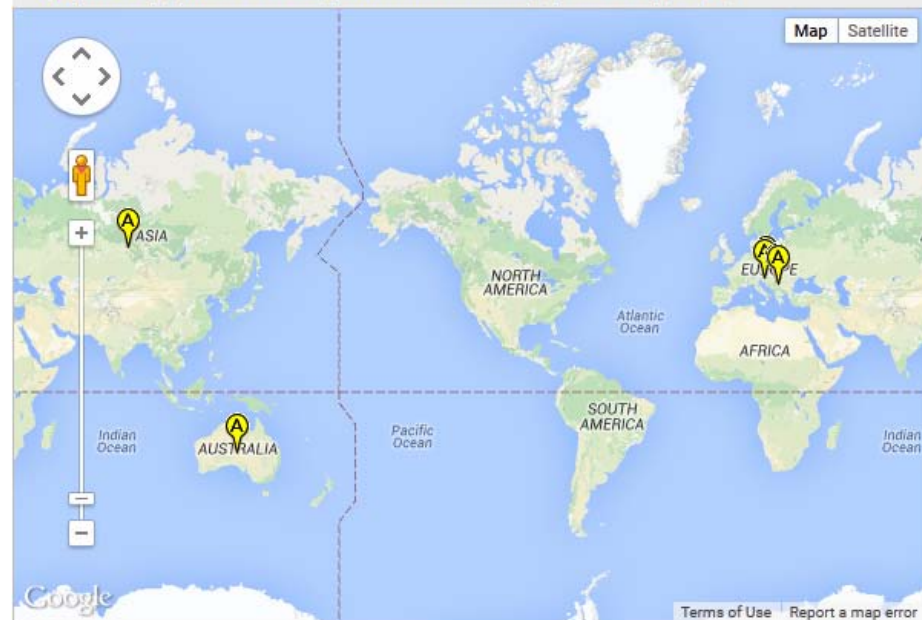 Map Satellite
A
ASIA
NORTH
AMERICA
A A
EUROPE
Atlantic
Ocean
AFRICA
SOUTH
AMERICA
A
AUSTRALIA
Indian
Ocean
Pacific
Ocean
Indian
Ocean
Google
Terms of Use Report a map error